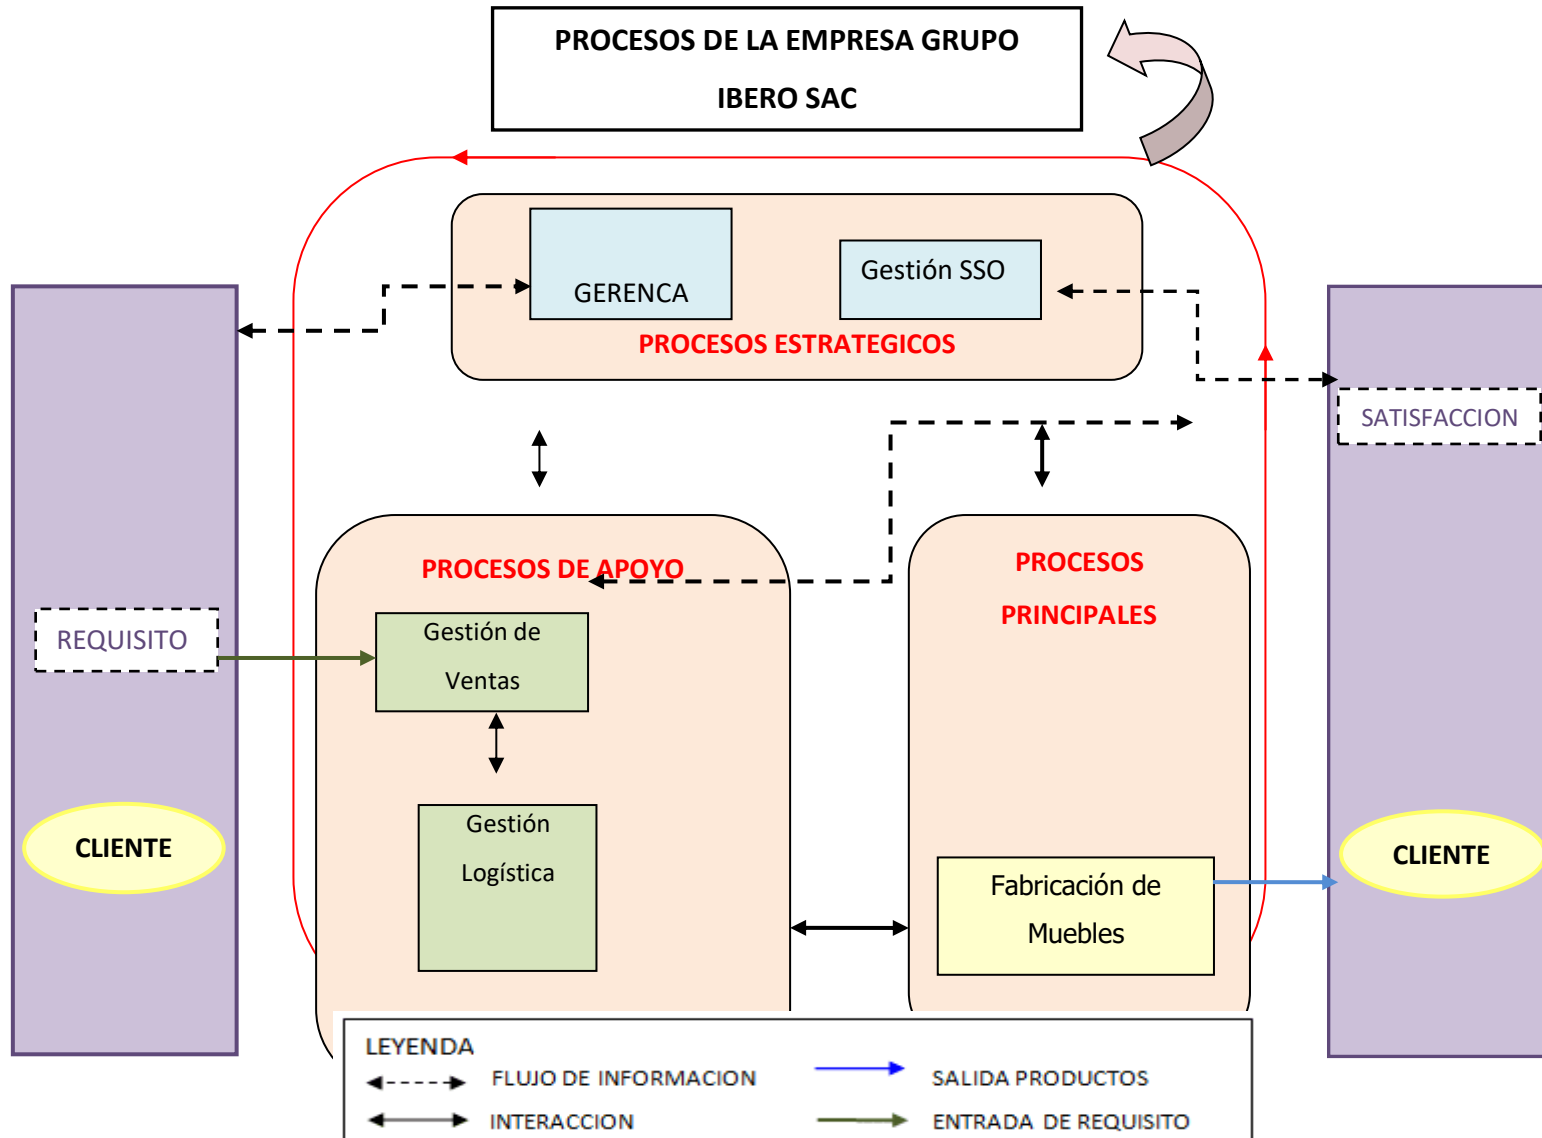 PROCESOS DE LA EMPRESA GRUPO
IBERO SAC
GERENCA
Gestión SSO
PROCESOS ESTRATEGICOS
SATISFACCION
PROCESOS DE APOYO
PROCESOS
PRINCIPALES
REQUISITO
Gestión de
Ventas
Gestión
Logística
CLIENTE
Fabricación de
Muebles
CLIENTE
LEYENDA
FLUJO DE INFORMACION
SALIDA PRODUCTOS
INTERACCION
ENTRADA DE REQUISITO